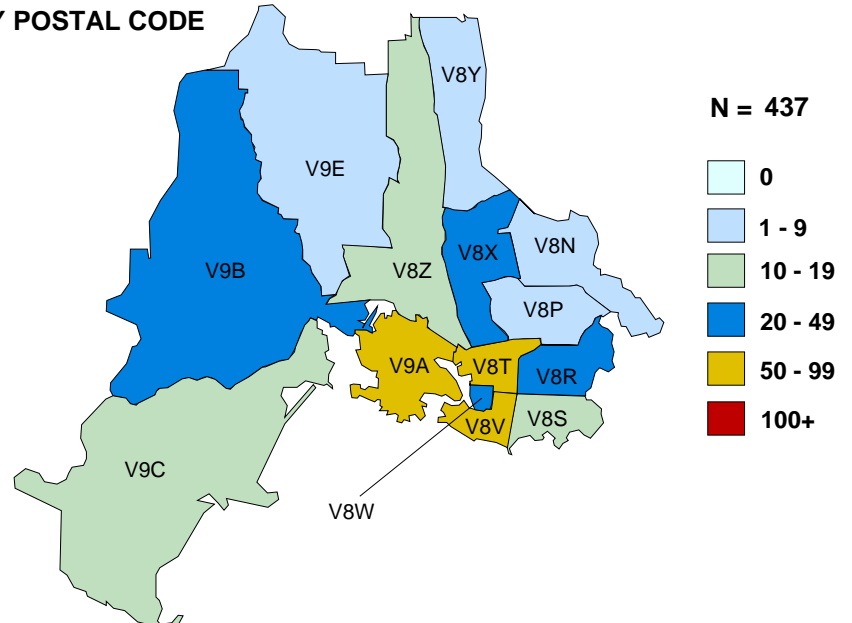 Y POSTAL CODE
V8Y
N = 437
V9E
0
1 - 9
V8N
V8X
V9B
V8Z
10 - 19
V8P
20 - 49
V9A
V8T
V8R
50 - 99
V8V
V8S
100+
V9C
V8W